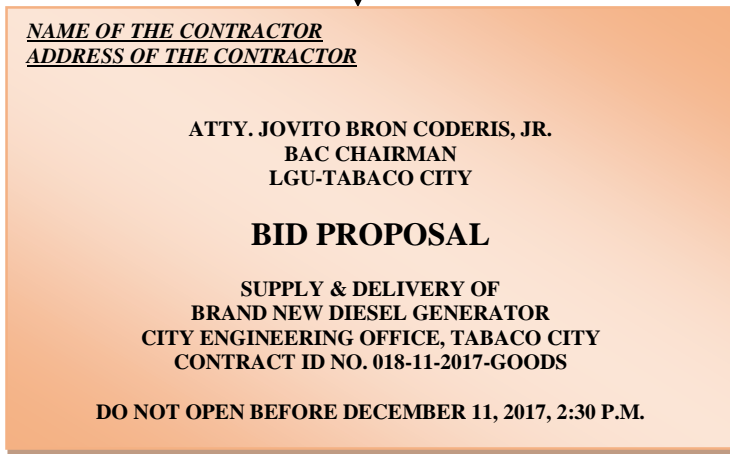 NAME OF THE CONTRACTOR
ADDRESS OF THE CONTRACTOR
ATTY. JOVITO BRON CODERIS, JR.
BAC CHAIRMAN
LGU-TABACO CITY
BID PROPOSAL
SUPPLY & DELIVERY OF
BRAND NEW DIESEL GENERATOR
CITY ENGINEERING OFFICE, TABACO CITY
CONTRACT ID NO. 018-11-2017-GOODS
DO NOT OPEN BEFORE DECEMBER 11, 2017, 2:30 P.M.